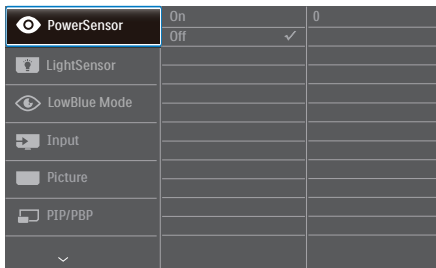 PowerSensor
On
0
Off
LightSensor
LowBlue Mode
Input
Picture
PIP/PBP